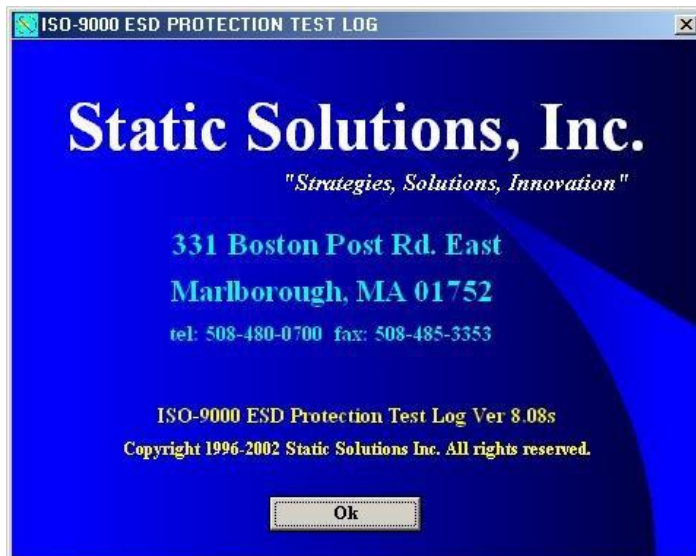 ISO-9000 ESD PROTECTION TEST LOG
Static Solutions, Inc.
"Strategies, Solutions, Innovation"
331 Boston Post Rd. East
Marlborough, MA 01752
tel: 508-480-0700 fax: 508-485-3353
ISO-9000 ESD Protection Test Log Ver 8.08s
Copyright 1996-2002 Static Solutions Inc. All rights reserved.
Ok